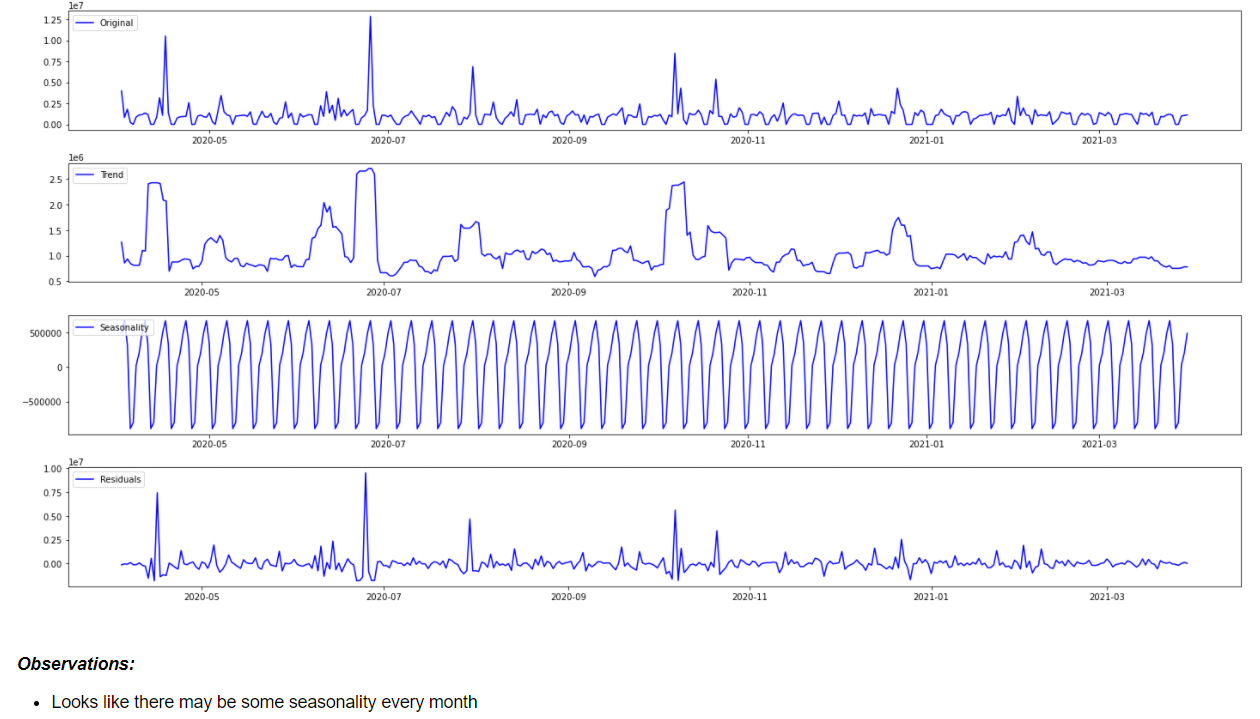 1e7
Original
1.25
1.00
0.75
0.50
0.25
0.00
2020-05 2020-07 2020-09 2020-11 2021-01 2021-03
1e6
Trend
2.5
2.0
1.5
1.0
0.5
2020-05 2020-07 2020-09 2020-11 2021-01 2021-03
Seasonality
500000
0
−500000
2020-05 2020-07 2020-09 2020-11 2021-01 2021-03
1e7
1.00
Residuals
0.75
0.50
0.25
0.00
2020-05 2020-07 2020-09 2020-11 2021-01 2021-03
Observations:
• Looks like there may be some seasonality every month